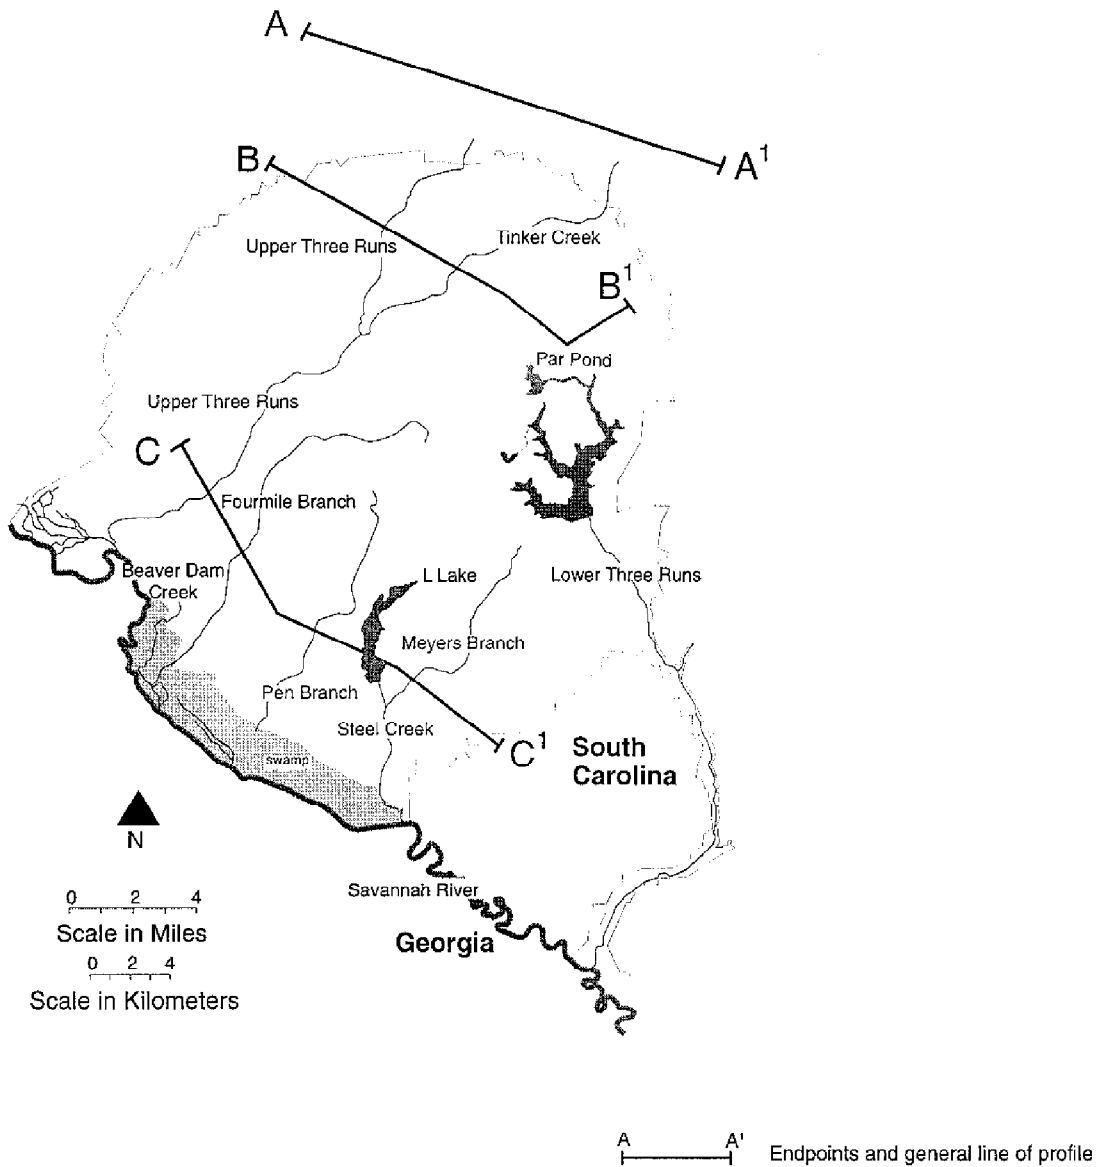 A
A¹
B
Upper Three Runs
Tinker Creek
B¹
Par Pond
Upper Three Runs
C
Fourmile Branch
Beaver Dam
Creek
L Lake
Lower Three Runs
Meyers Branch
Pen Branch
Steel Creek
C¹
South
Carolina
swamp
N
Savannah River
0 2 4
Scale in Miles
Georgia
0 2 4
Scale in Kilometers
A A¹
Endpoints and general line of profile